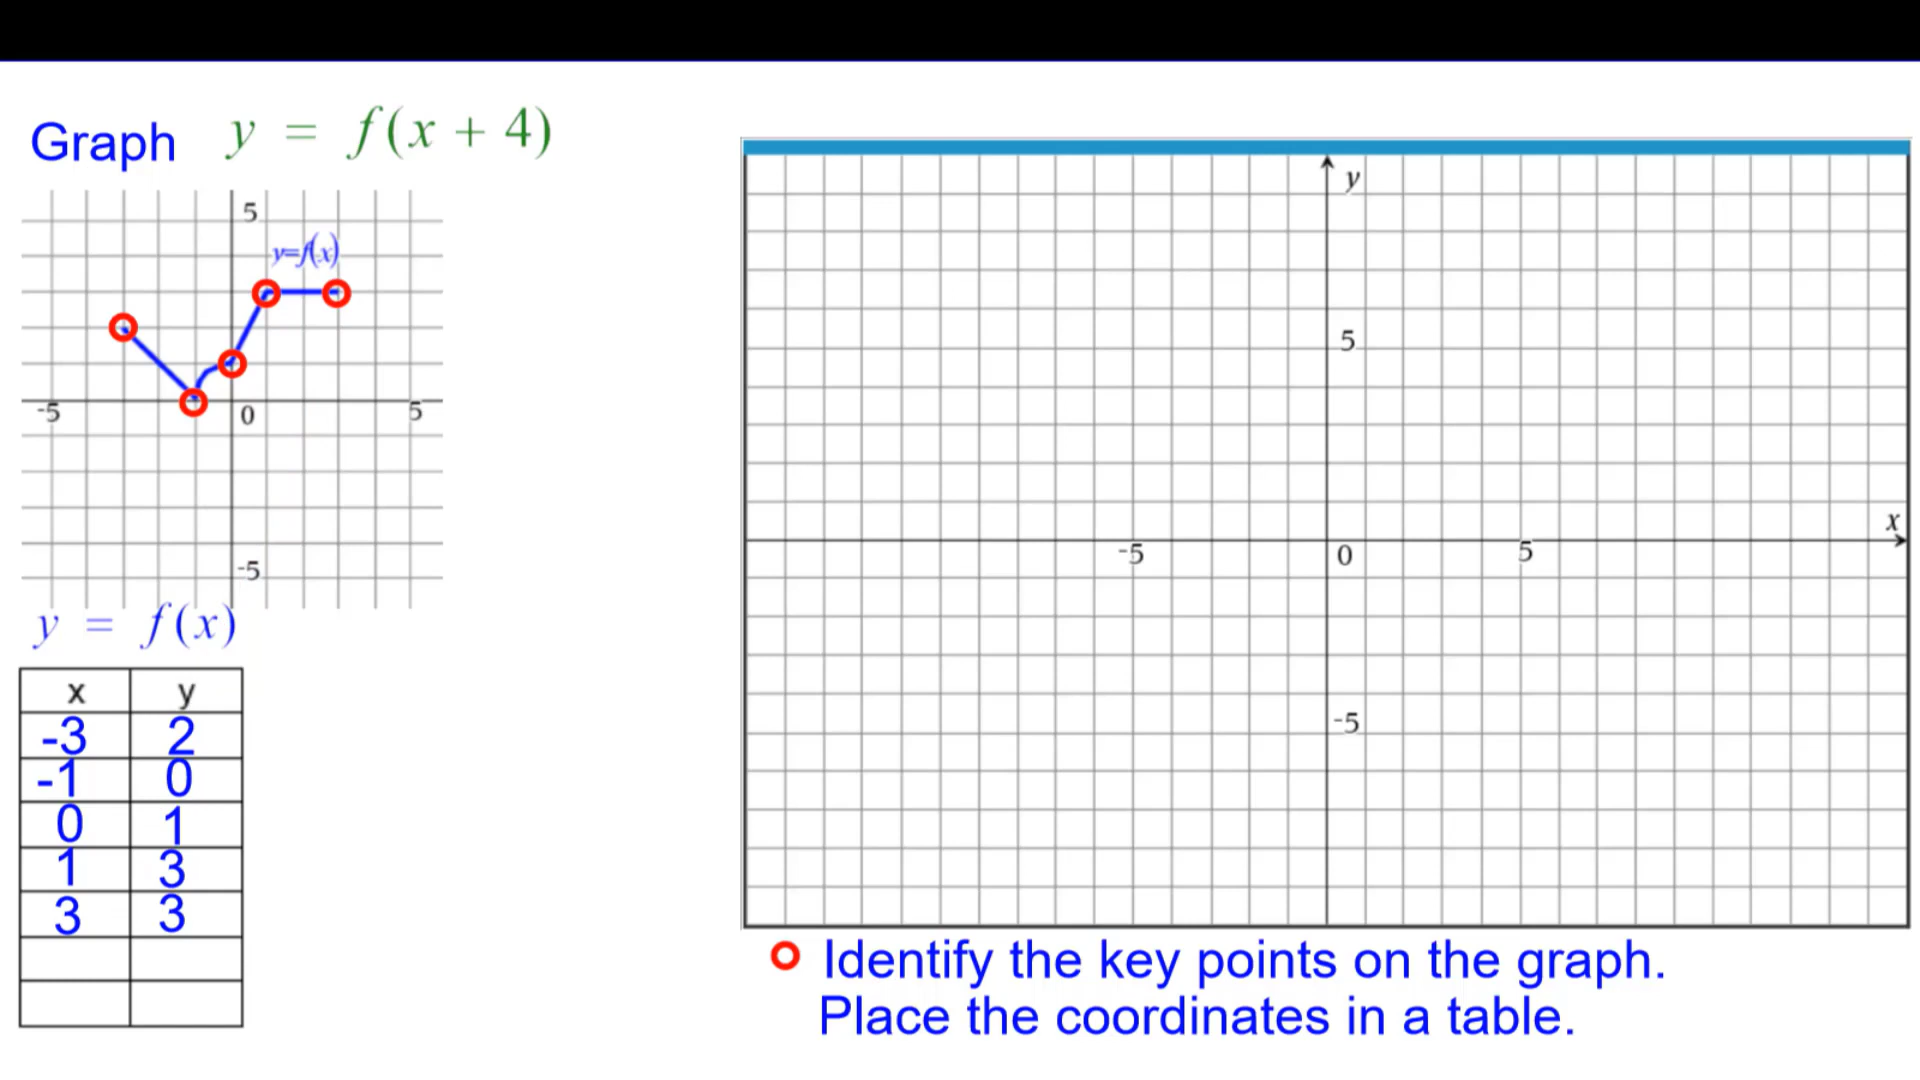 Graph y = f(x + 4)
5
y=f(x)
-5 0 5
-5
y = f(x)
x y
-3 2
-1 0
0 1
1 3
3 3
y
5
x
-5 0 5
-5
Identify the key points on the graph.
Place the coordinates in a table.